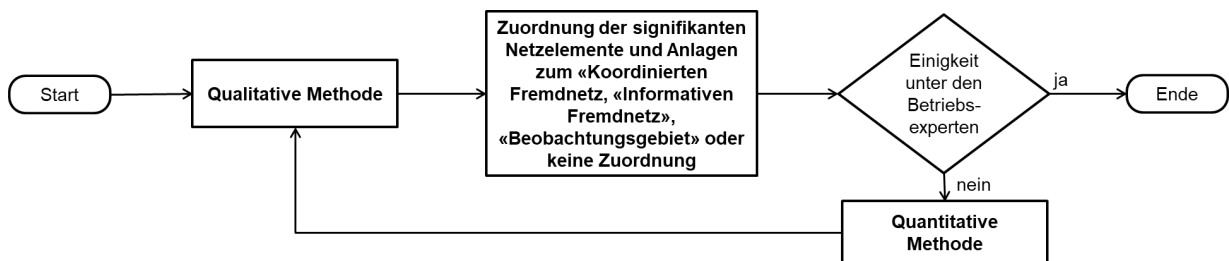 Start
Qualitative Methode
Zuordnung der signifikanten
Netzelemente und Anlagen
zum «Koordinierten
Fremdnetz, «Informativen
Fremdnetz»,
«Beobachtungsgebiet» oder
keine Zuordnung
Einigkeit
unter den
Betriebs-
experten
ja
Ende
nein
Quantitative
Methode